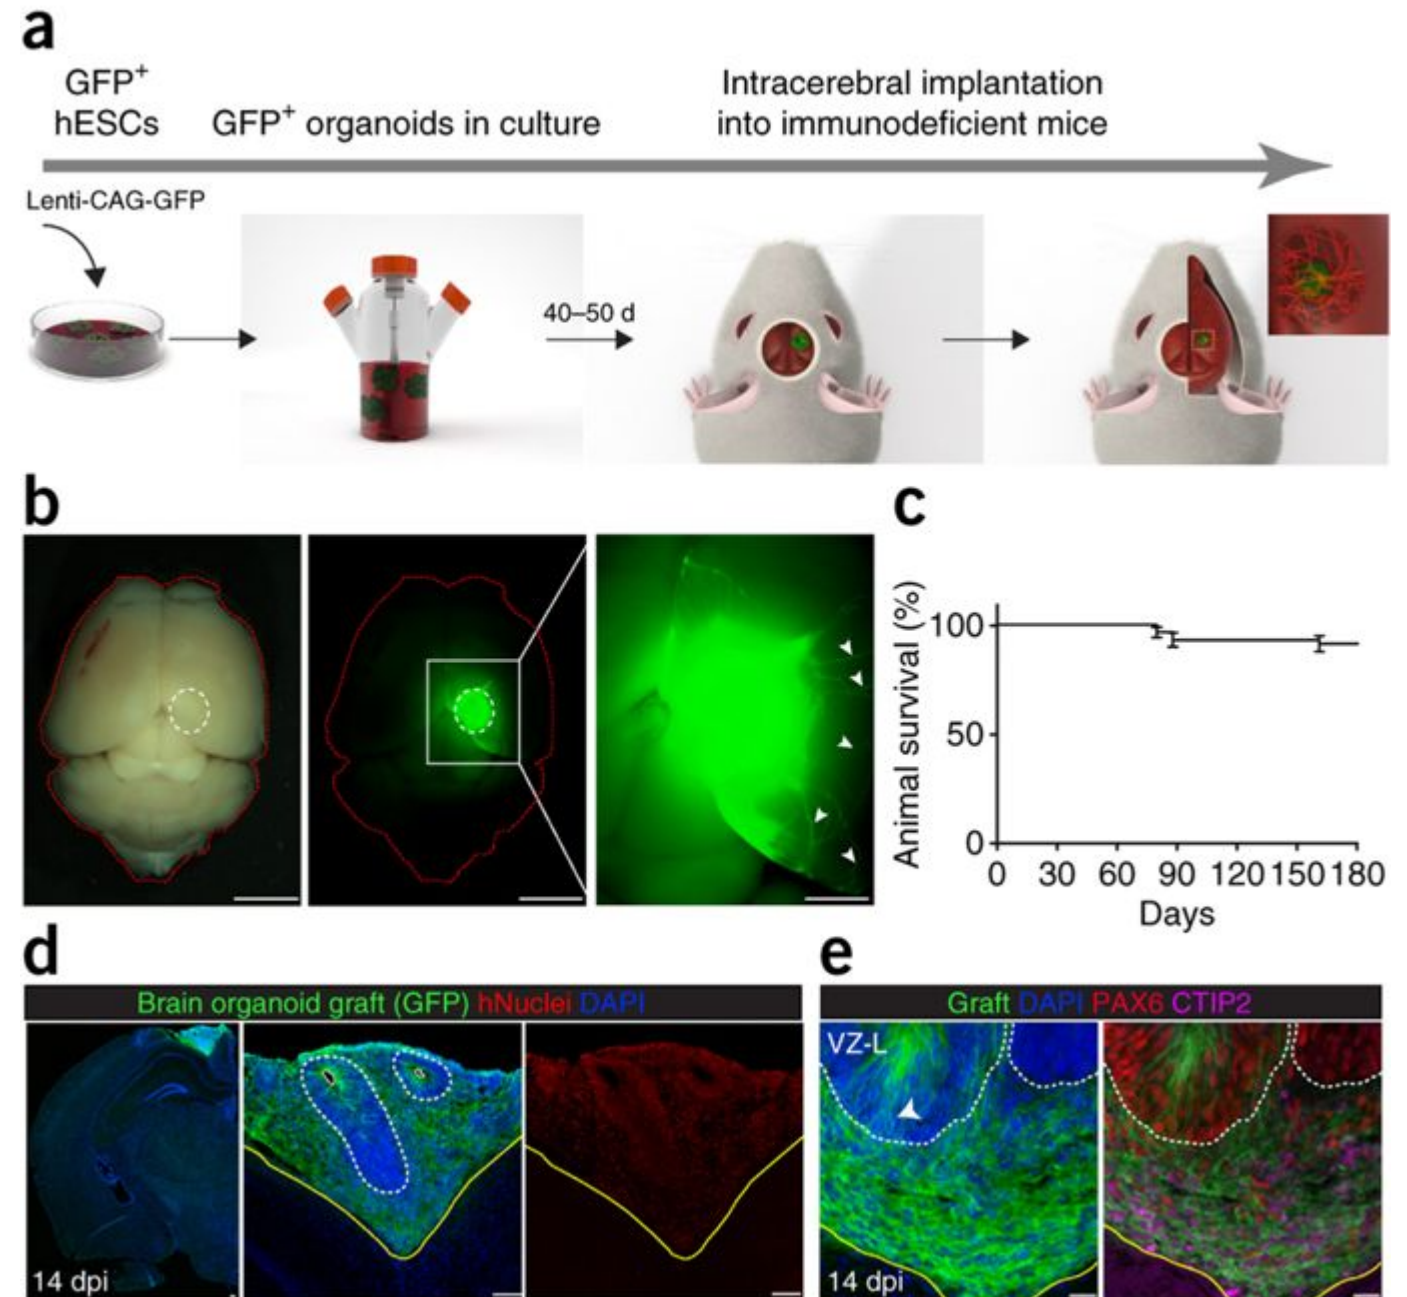 a
GFP⁺
hESCs
GFP⁺ organoids in culture
Intracerebral implantation
into immunodeficient mice
Lenti-CAG-GFP
40–50 d
b
c
Animal survival (%)
100
50
0
0 30 60 90 120 150 180
Days
d
Brain organoid graft (GFP) hNuclei DAPI
14 dpi
e
Graft DAPI PAX6 CTIP2
VZ-L
14 dpi